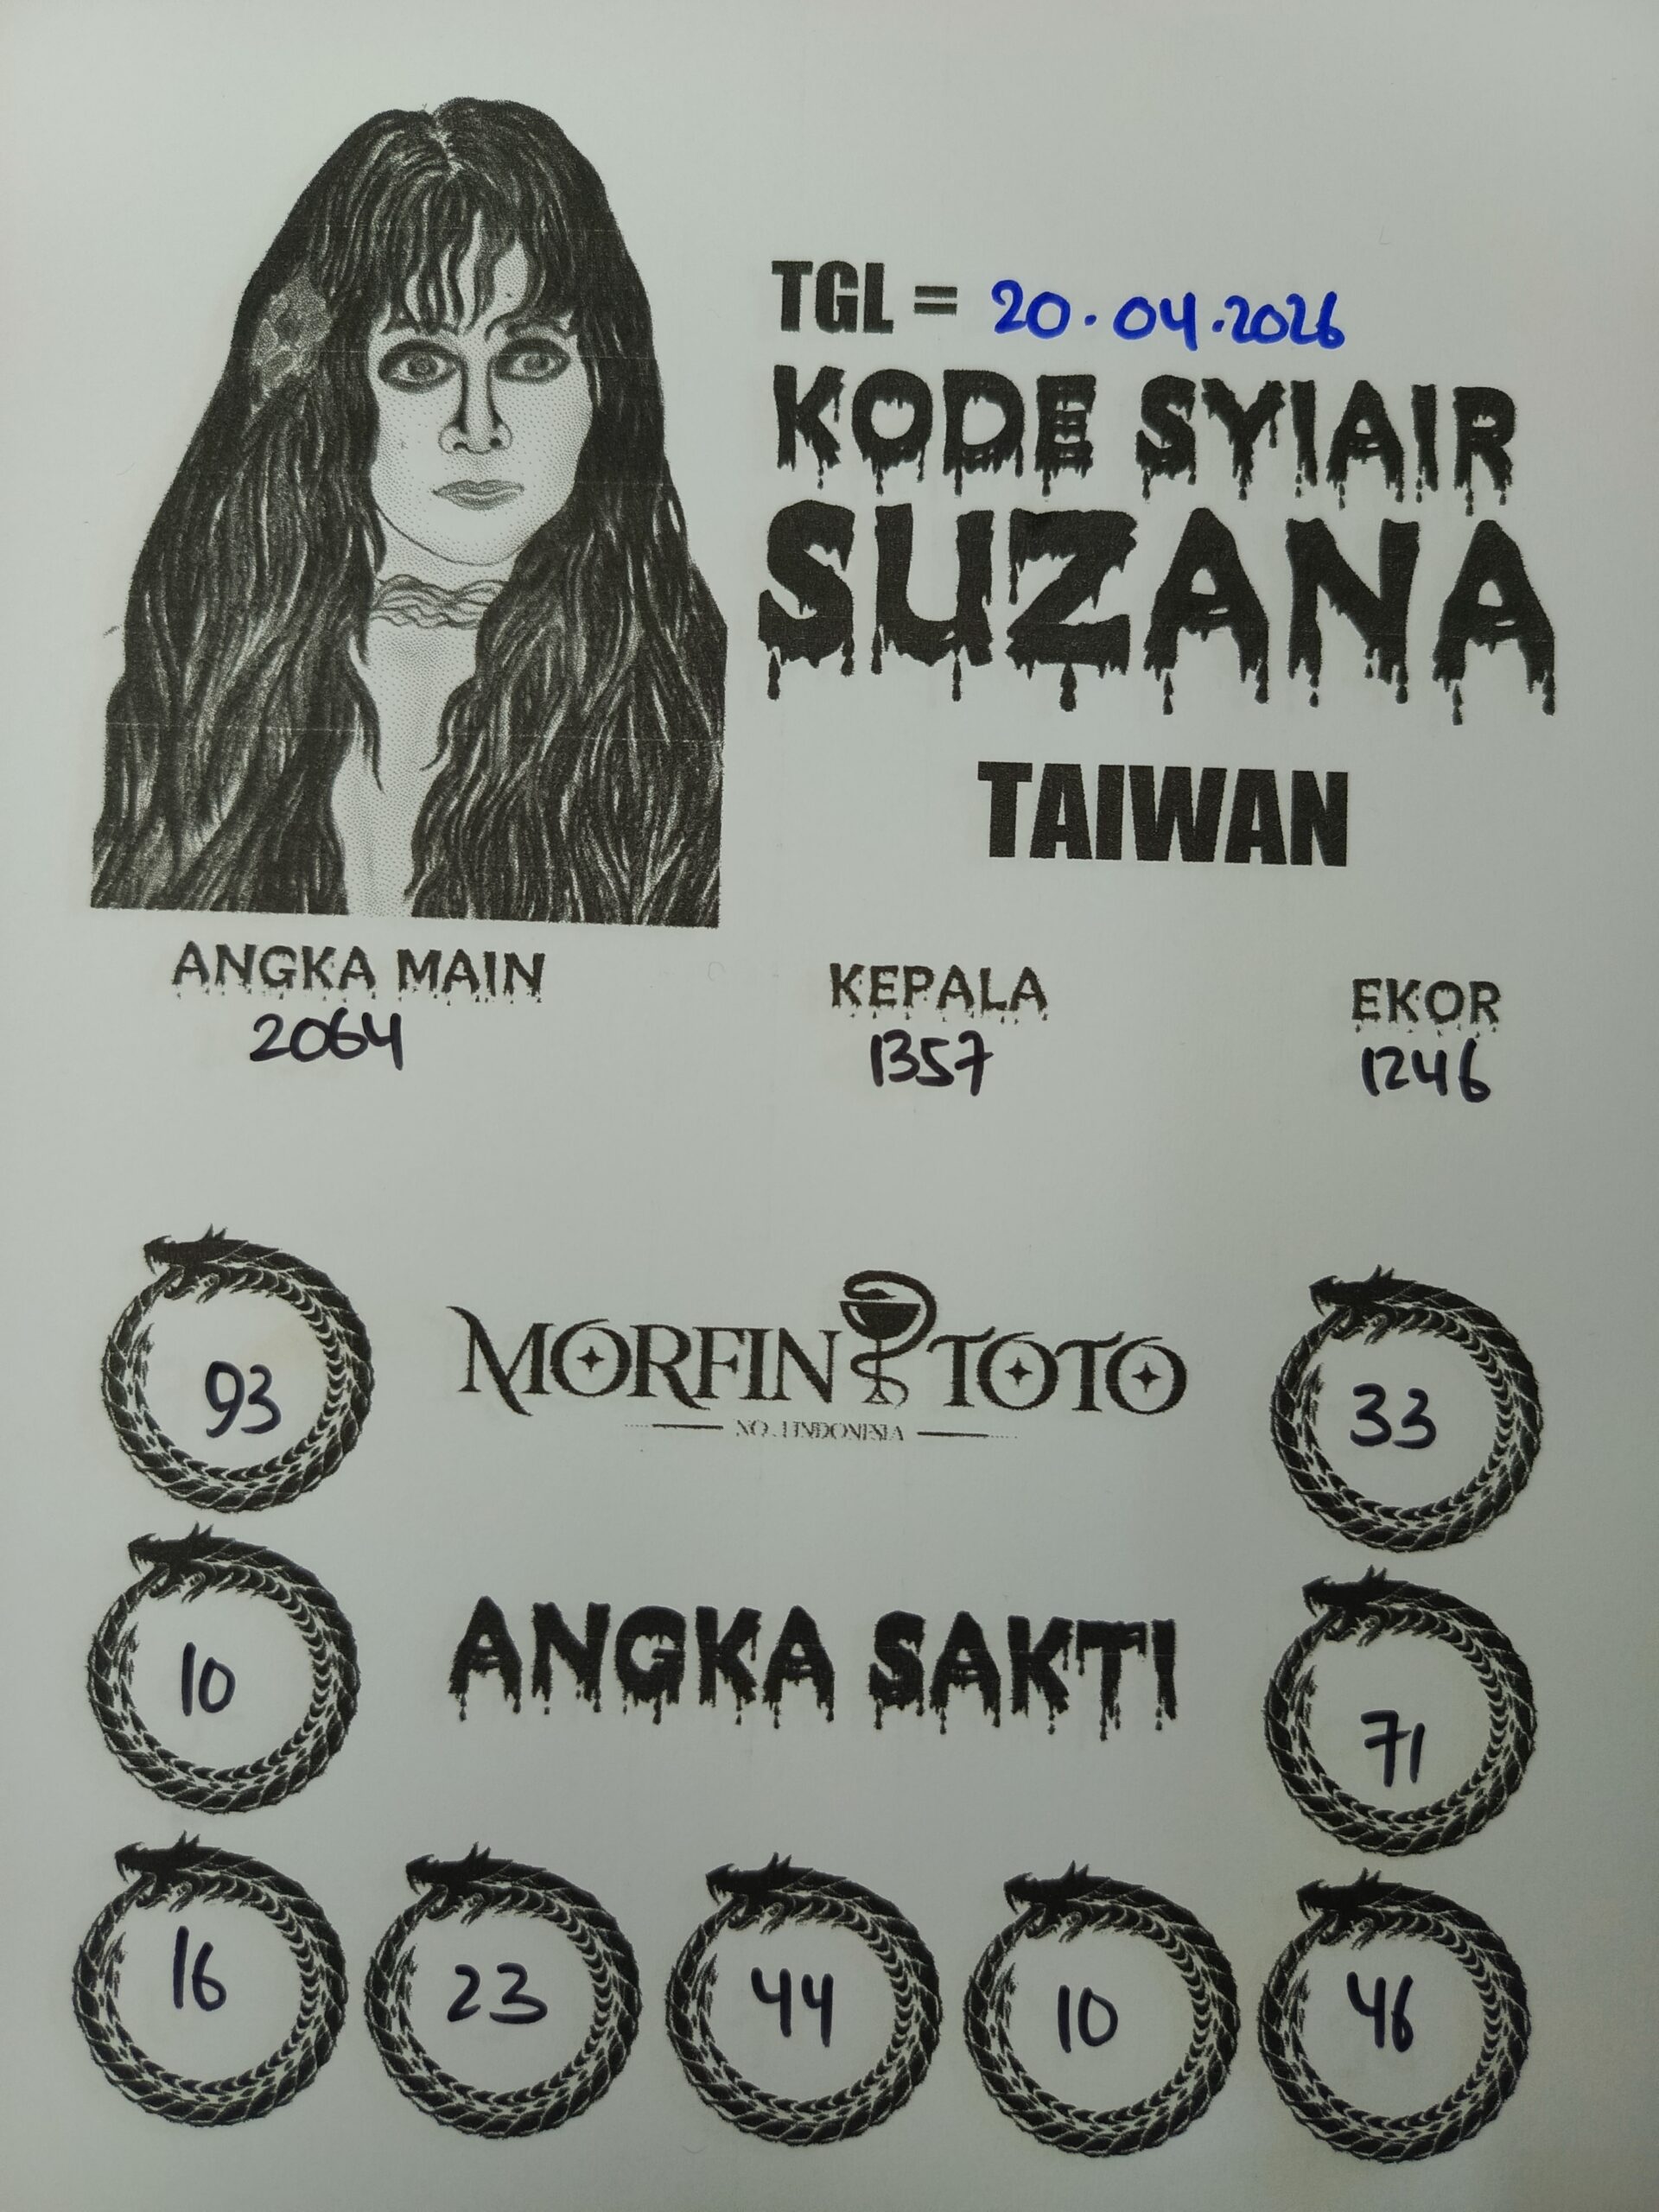 TGL = 20.04.2026
KODE SYIAIR
SUZANA
TAIWAN
ANGKA MAIN KEPALA EKOR
2064 1357 1246
93 MORFIN TOTO 33
NO.1 INDONESIA
10 ANGKA SAKTI 71
16 23 44 10 46